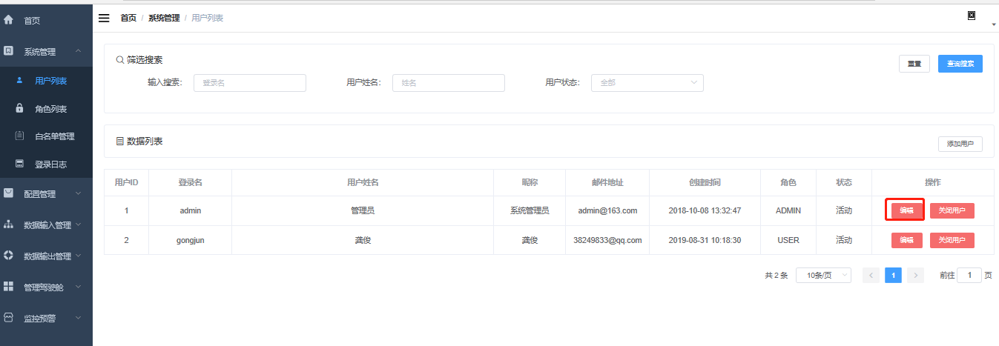 首页
系统管理
用户列表
角色列表
白名单管理
登录日志
配置管理
数据输入管理
数据输出管理
管理驾驶舱
监控预警
首页 / 系统管理 / 用户列表
筛选搜索
重置 查询搜索
输入搜索: 登录名 用户姓名: 姓名 用户状态: 全部
数据列表
添加用户
用户ID 登录名 用户姓名 昵称 邮件地址 创建时间 角色 状态 操作
1 admin 管理员 系统管理员 admin@163.com 2018-10-08 13:32:47 ADMIN 活动 编辑 关闭用户
2 gongjun 龚俊 龚俊 38249833@qq.com 2019-08-31 10:18:30 USER 活动 编辑 关闭用户
共 2 条 10条/页 1 前往 1 页